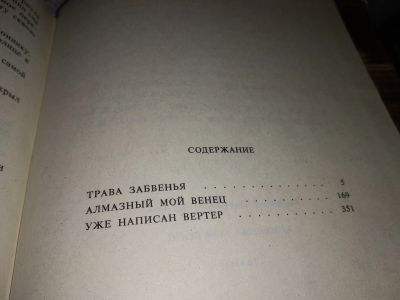 СОДЕРЖАНИЕ
ТРАВА ЗАБВЕНЬЯ . . . . . . . . . . . 5
АЛМАЗНЫЙ МОЙ ВЕНЕЦ . . . . . . . . . 169
УЖЕ НАПИСАН ВЕРТЕР . . . . . . . . . 351